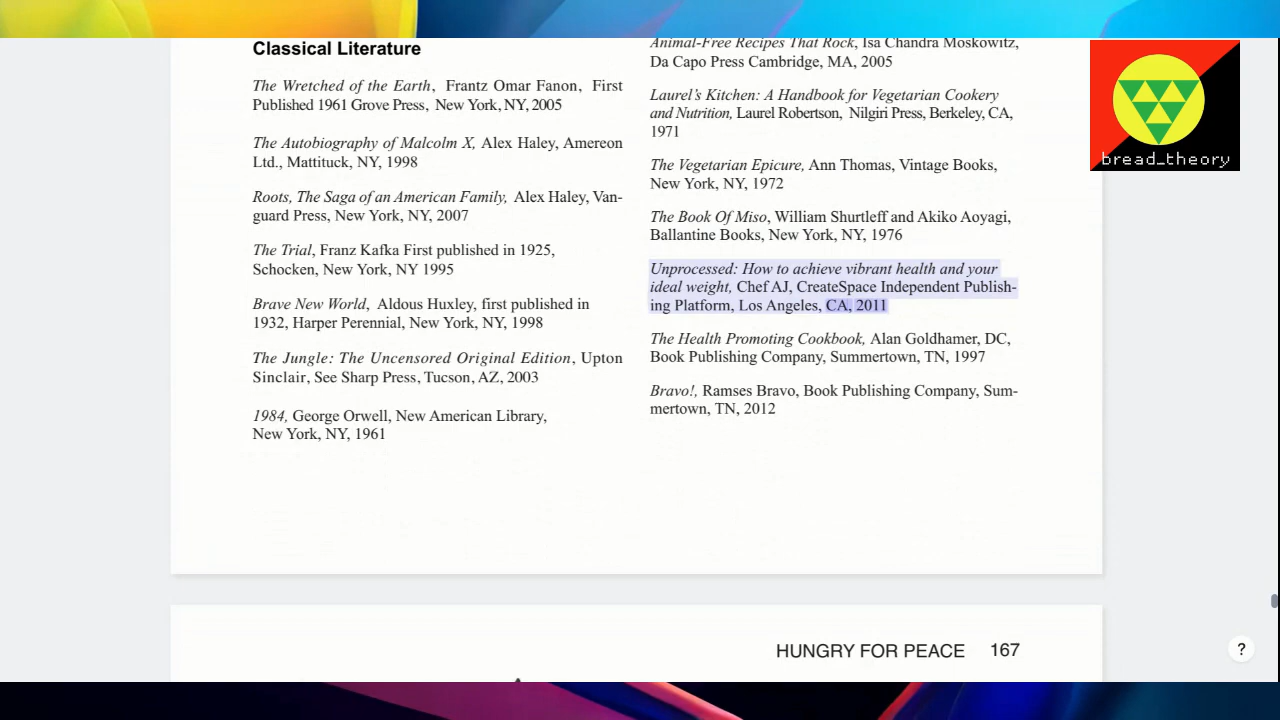 Classical Literature
The Wretched of the Earth, Frantz Omar Fanon, First
Published 1961 Grove Press, New York, NY, 2005
The Autobiography of Malcolm X, Alex Haley, Amereon
Ltd., Mattituck, NY, 1998
Roots, The Saga of an American Family, Alex Haley, Van-
guard Press, New York, NY, 2007
The Trial, Franz Kafka First published in 1925,
Schocken, New York, NY 1995
Brave New World, Aldous Huxley, first published in
1932, Harper Perennial, New York, NY, 1998
The Jungle: The Uncensored Original Edition, Upton
Sinclair, See Sharp Press, Tucson, AZ, 2003
1984, George Orwell, New American Library,
New York, NY, 1961
Animal-Free Recipes That Rock, Isa Chandra Moskowitz,
Da Capo Press Cambridge, MA, 2005
Laurel's Kitchen: A Handbook for Vegetarian Cookery
and Nutrition, Laurel Robertson, Nilgiri Press, Berkeley, CA,
1971
The Vegetarian Epicure, Ann Thomas, Vintage Books,
New York, NY, 1972
The Book Of Miso, William Shurtleff and Akiko Aoyagi,
Ballantine Books, New York, NY, 1976
Unprocessed: How to achieve vibrant health and your
ideal weight, Chef AJ, CreateSpace Independent Publish-
ing Platform, Los Angeles, CA, 2011
The Health Promoting Cookbook, Alan Goldhamer, DC,
Book Publishing Company, Summertown, TN, 1997
Bravo!, Ramses Bravo, Book Publishing Company, Sum-
mertown, TN, 2012
bread_theory
HUNGRY FOR PEACE 167
?